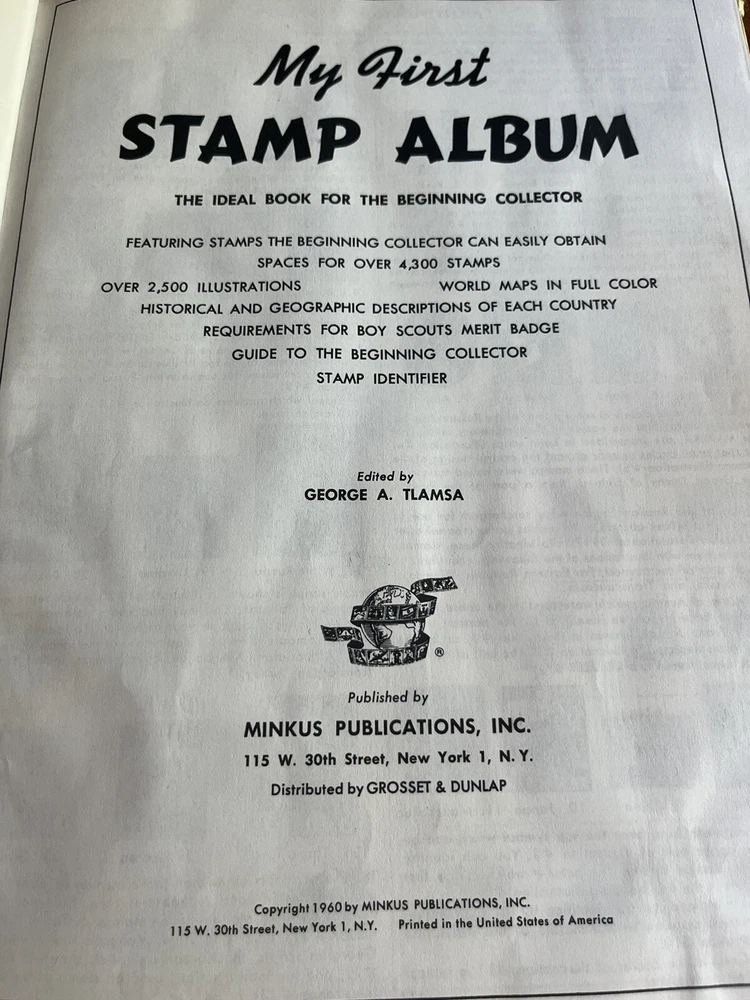 My First
STAMP ALBUM
THE IDEAL BOOK FOR THE BEGINNING COLLECTOR
FEATURING STAMPS THE BEGINNING COLLECTOR CAN EASILY OBTAIN
SPACES FOR OVER 4,300 STAMPS
OVER 2,500 ILLUSTRATIONS WORLD MAPS IN FULL COLOR
HISTORICAL AND GEOGRAPHIC DESCRIPTIONS OF EACH COUNTRY
REQUIREMENTS FOR BOY SCOUTS MERIT BADGE
GUIDE TO THE BEGINNING COLLECTOR
STAMP IDENTIFIER
Edited by
GEORGE A. TLAMSA
®
Published by
MINKUS PUBLICATIONS, INC.
115 W. 30th Street, New York 1, N. Y.
Distributed by GROSSET & DUNLAP
Copyright 1960 by MINKUS PUBLICATIONS, INC.
115 W. 30th Street, New York 1, N.Y. Printed in the United States of America